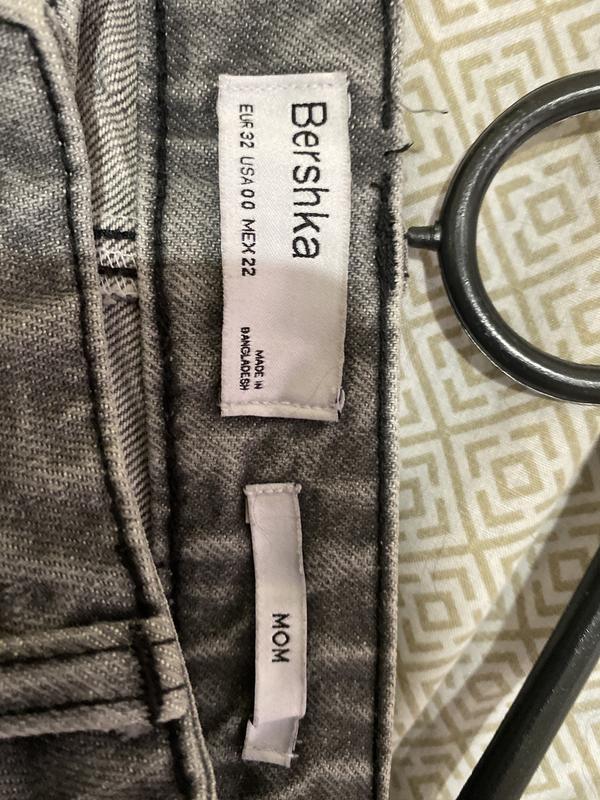 Bershka
EUR 32 USA 00 MEX 22
MADE IN
BANGLADESH
MOM